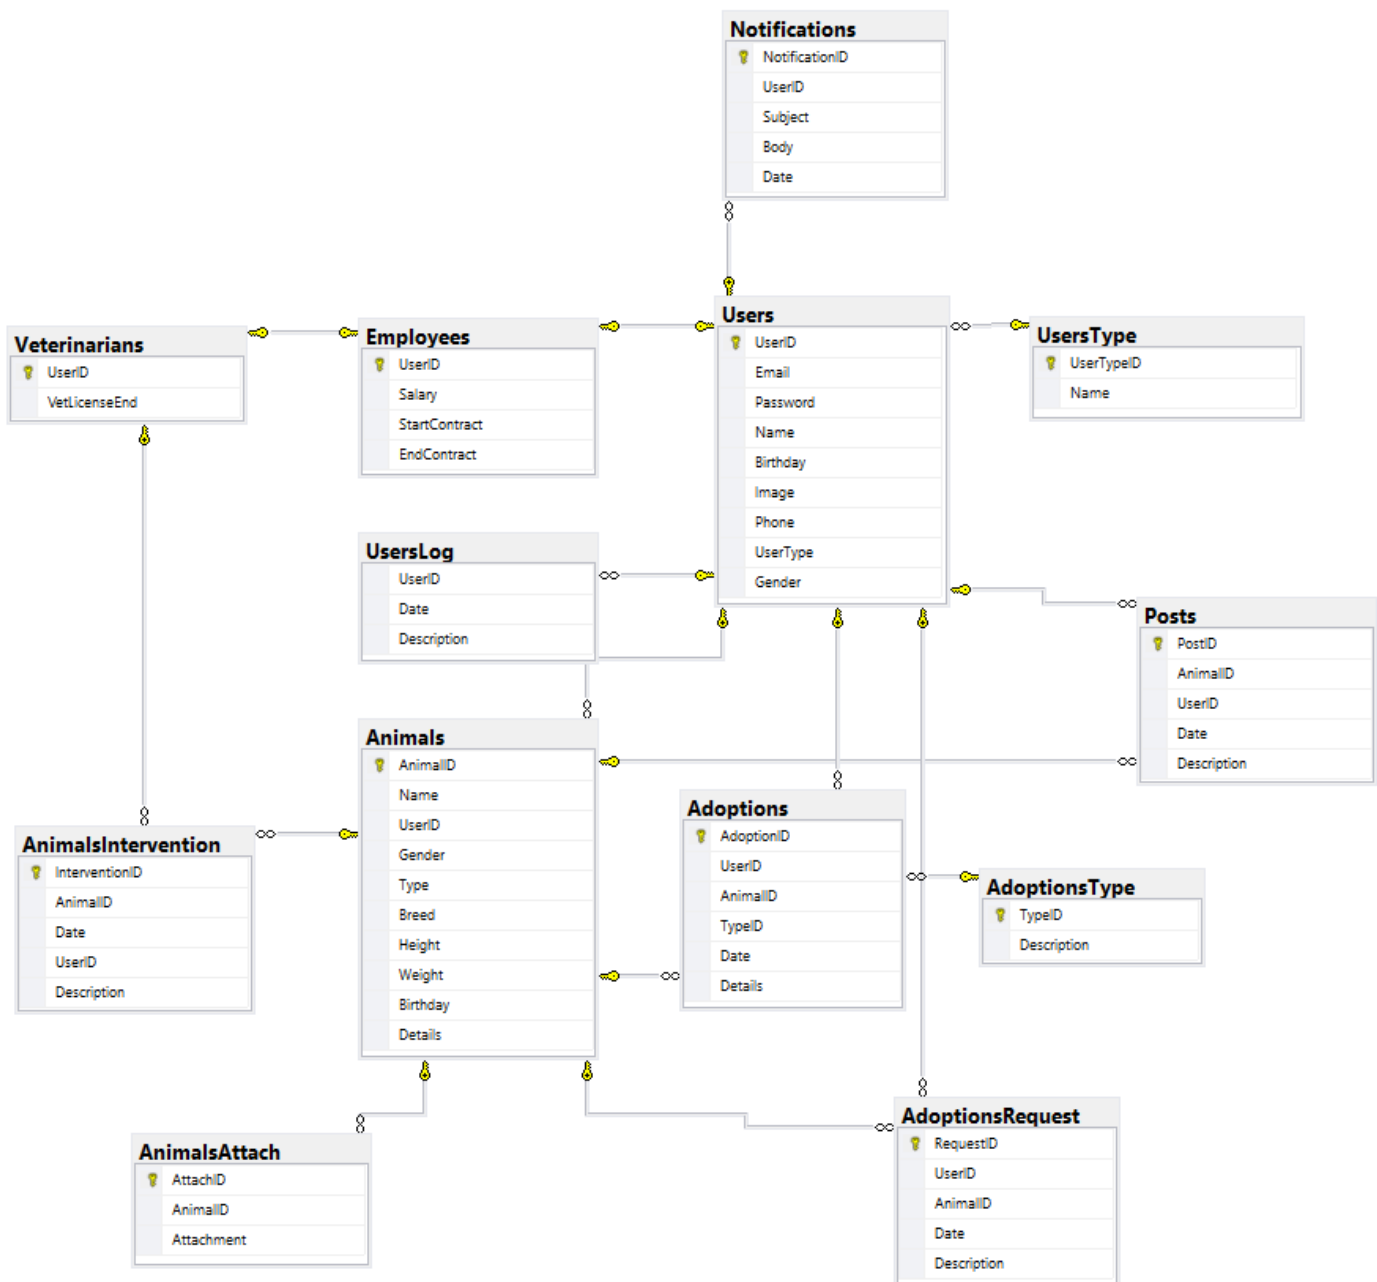 Notifications
NotificationID
UserID
Subject
Body
Date
Veterinarians
UserID
VetLicenseEnd
Employees
UserID
Salary
StartContract
EndContract
Users
UserID
Email
Password
Name
Birthday
Image
Phone
UserType
Gender
UsersType
UserTypeID
Name
UsersLog
UserID
Date
Description
Posts
PostID
AnimalID
UserID
Date
Description
Animals
AnimalID
Name
UserID
Gender
Type
Breed
Height
Weight
Birthday
Details
AnimalsIntervention
InterventionID
AnimalID
Date
UserID
Description
Adoptions
AdoptionID
UserID
AnimalID
TypeID
Date
Details
AdoptionsType
TypeID
Description
AnimalsAttach
AttachID
AnimalID
Attachment
AdoptionsRequest
RequestID
UserID
AnimalID
Date
Description